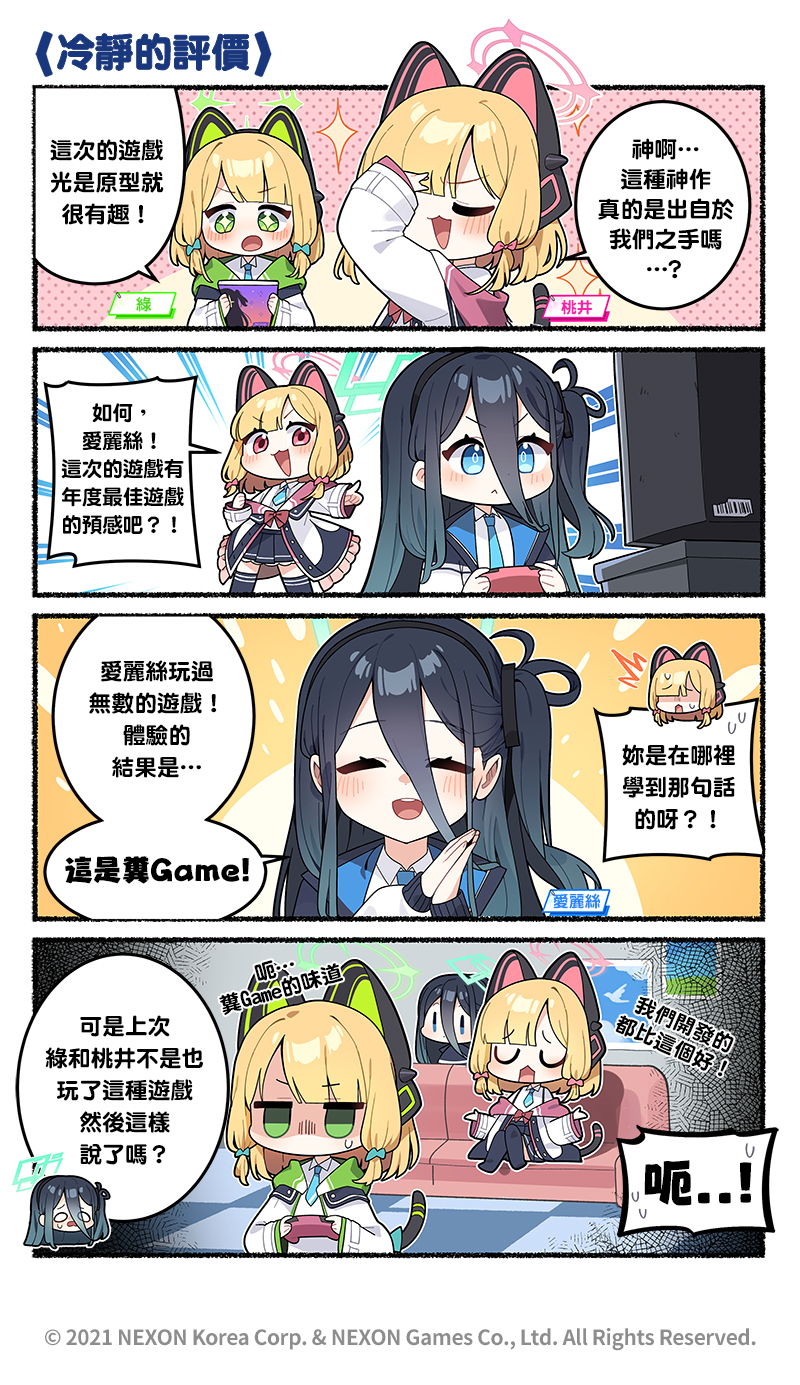 《冷靜的評價》
這次的遊戲
光是原型就
很有趣！
神啊…
這種神作
真的是出自於
我們之手嗎
…?
綠
桃井
如何，
愛麗絲！
這次的遊戲有
年度最佳遊戲
的預感吧？！
愛麗絲玩過
無數的遊戲！
體驗的
結果是…
妳是在哪裡
學到那句話
的呀？！
這是糞Game!
愛麗絲
呃…
糞Game的味道
我們開發的
都比這個好！
可是上次
綠和桃井不是也
玩了這種遊戲
然後這樣
說了嗎？
呃..!
© 2021 NEXON Korea Corp. & NEXON Games Co., Ltd. All Rights Reserved.